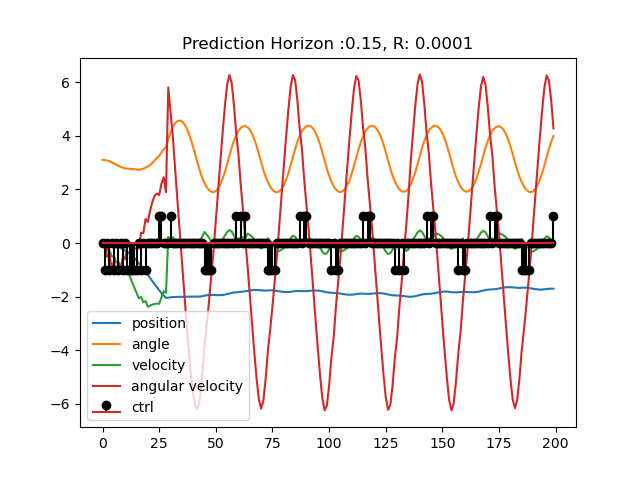 Prediction Horizon :0.15, R: 0.0001
6
4
2
0
−2
−4
−6
position
angle
velocity
angular velocity
ctrl
0 25 50 75 100 125 150 175 200